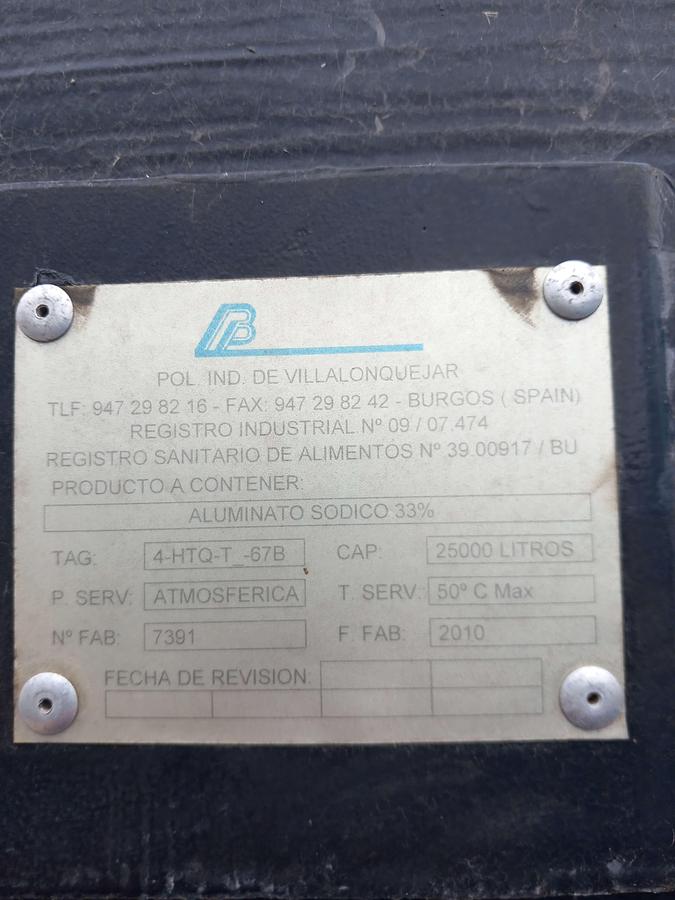 POL. IND. DE VILLALONQUEJAR
TLF: 947 29 82 16 - FAX: 947 29 82 42 - BURGOS ( SPAIN)
REGISTRO INDUSTRIAL Nº 09 / 07.474
REGISTRO SANITARIO DE ALIMENTOS Nº 39.00917 / BU
PRODUCTO A CONTENER:
ALUMINATO SODICO 33%
TAG: 4-HTQ-T_-67B CAP: 25000 LITROS
P. SERV: ATMOSFERICA T. SERV.: 50º C Max
Nº FAB: 7391 F. FAB: 2010
FECHA DE REVISION: